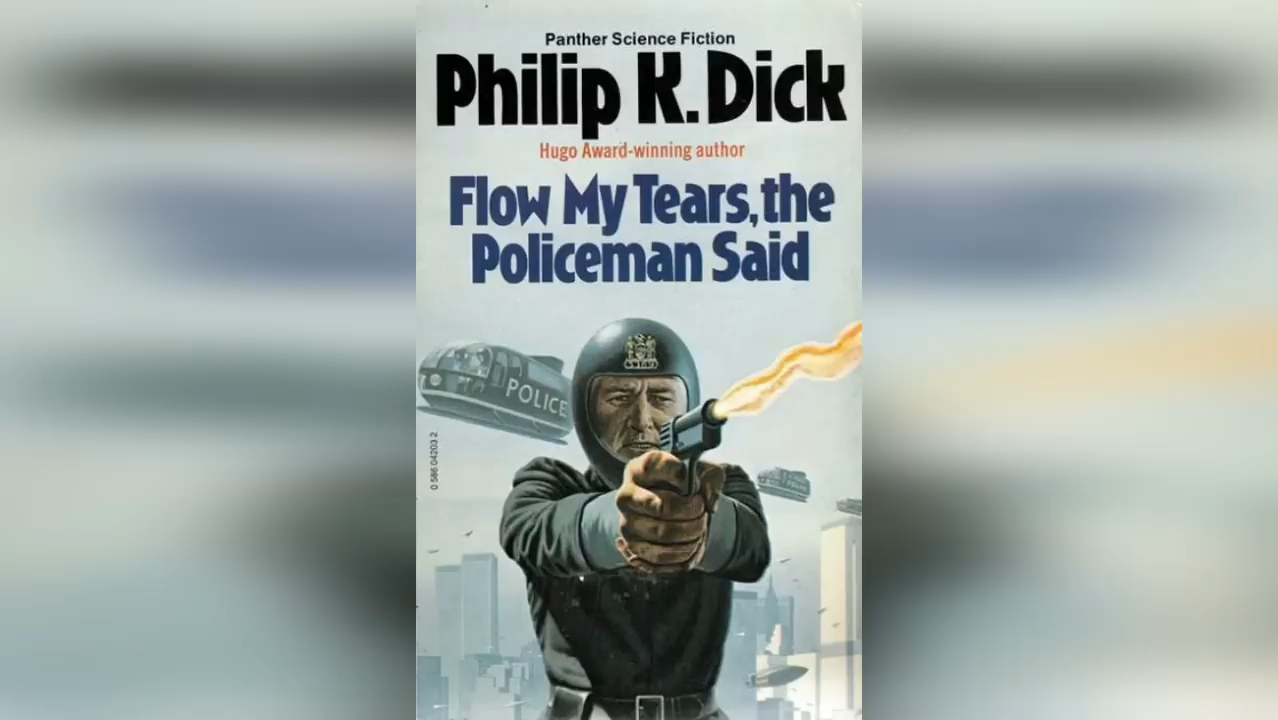 Panther Science Fiction
Philip K. Dick
Hugo Award-winning author
Flow My Tears, the
Policeman Said
POLICE
0 586 04203 2
POLICE